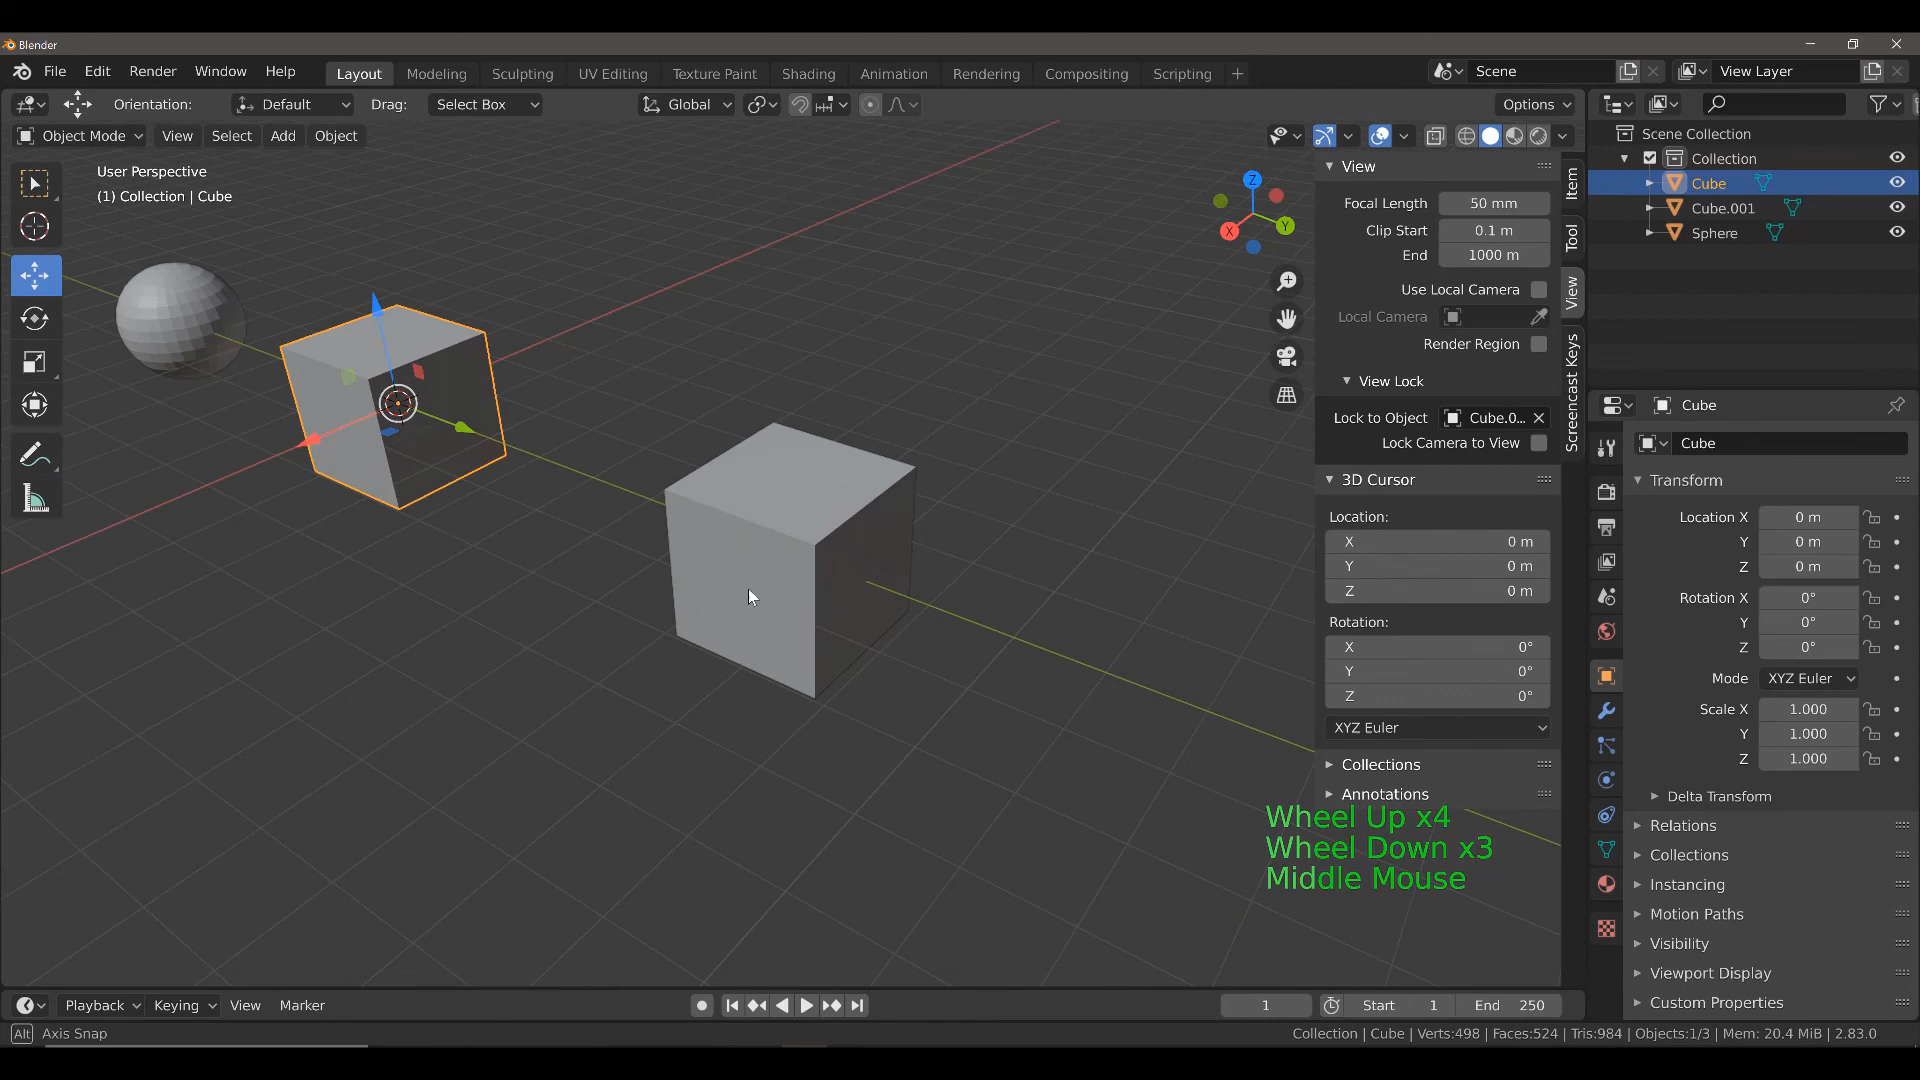 Blender
File Edit Render Window Help Layout Modeling Sculpting UV Editing Texture Paint Shading Animation Rendering Compositing Scripting + Scene View Layer
Orientation: Default Drag: Select Box Global Options
Object Mode View Select Add Object
User Perspective
(1) Collection | Cube
Z
Y
X
View
Focal Length 50 mm
Clip Start 0.1 m
End 1000 m
Use Local Camera
Local Camera
Render Region
View Lock
Lock to Object Cube.0...
Lock Camera to View
3D Cursor
Location:
X 0 m
Y 0 m
Z 0 m
Rotation:
X 0°
Y 0°
Z 0°
XYZ Euler
Collections
Annotations
Item
Tool
View
Screencast Keys
Wheel Up x4
Wheel Down x3
Middle Mouse
Scene Collection
Collection
Cube
Cube.001
Sphere
Cube
Cube
Transform
Location X 0 m
Y 0 m
Z 0 m
Rotation X 0°
Y 0°
Z 0°
Mode XYZ Euler
Scale X 1.000
Y 1.000
Z 1.000
Delta Transform
Relations
Collections
Instancing
Motion Paths
Visibility
Viewport Display
Custom Properties
Playback Keying View Marker 1 Start 1 End 250
Alt Axis Snap
Collection | Cube | Verts:498 | Faces:524 | Tris:984 | Objects:1/3 | Mem: 20.4 MiB | 2.83.0